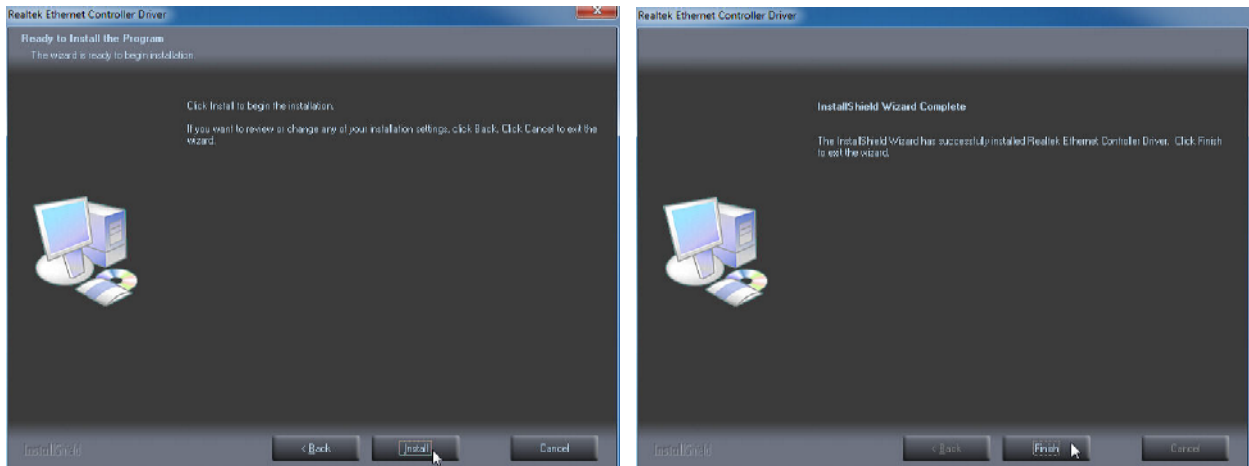 Realtek Ethernet Controller Driver
Ready to Install the Program
The wizard is ready to begin installation.
Click Install to begin the installation.
If you want to review or change any of your installation settings, click Back. Click Cancel to exit the
wizard.
InstallShield
< Back
Install
Cancel
Realtek Ethernet Controller Driver
InstallShield Wizard Complete
The InstallShield Wizard has successfully installed Realtek Ethernet Controller Driver. Click Finish
to exit the wizard.
InstallShield
< Back
Finish
Cancel